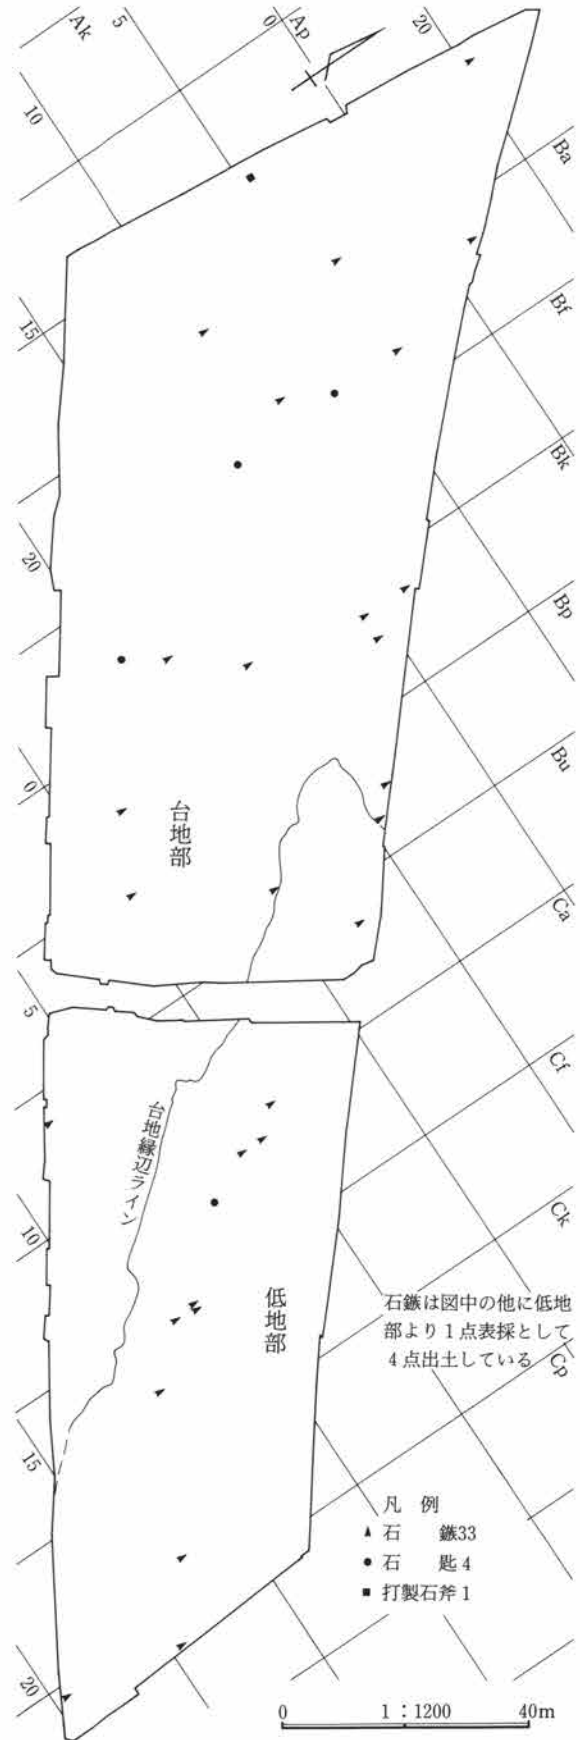 Ak
5
0
Ap
20
10
Ba
Bf
15
Bk
20
Bp
Bu
0
台地部
Ca
5
Cf
台地縁辺ライン
Ck
10
低地部
石鏃は図中の他に低地
部より1点表採として
4点出土している
Cp
15
凡 例
石 鏃33
石 匙4
打製石斧1
20
0 1：1200 40m